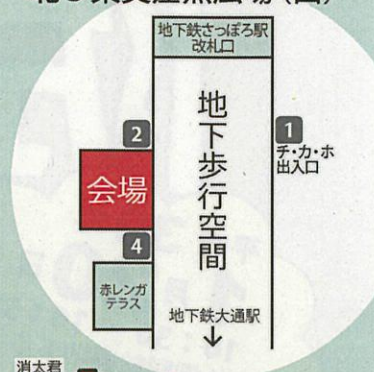 地下鉄さっぽろ駅
改札口
2
1
チ・カ・ホ
出入口
地下歩行空間
会場
4
赤レンガ
テラス
地下鉄大通駅
↓
消太君